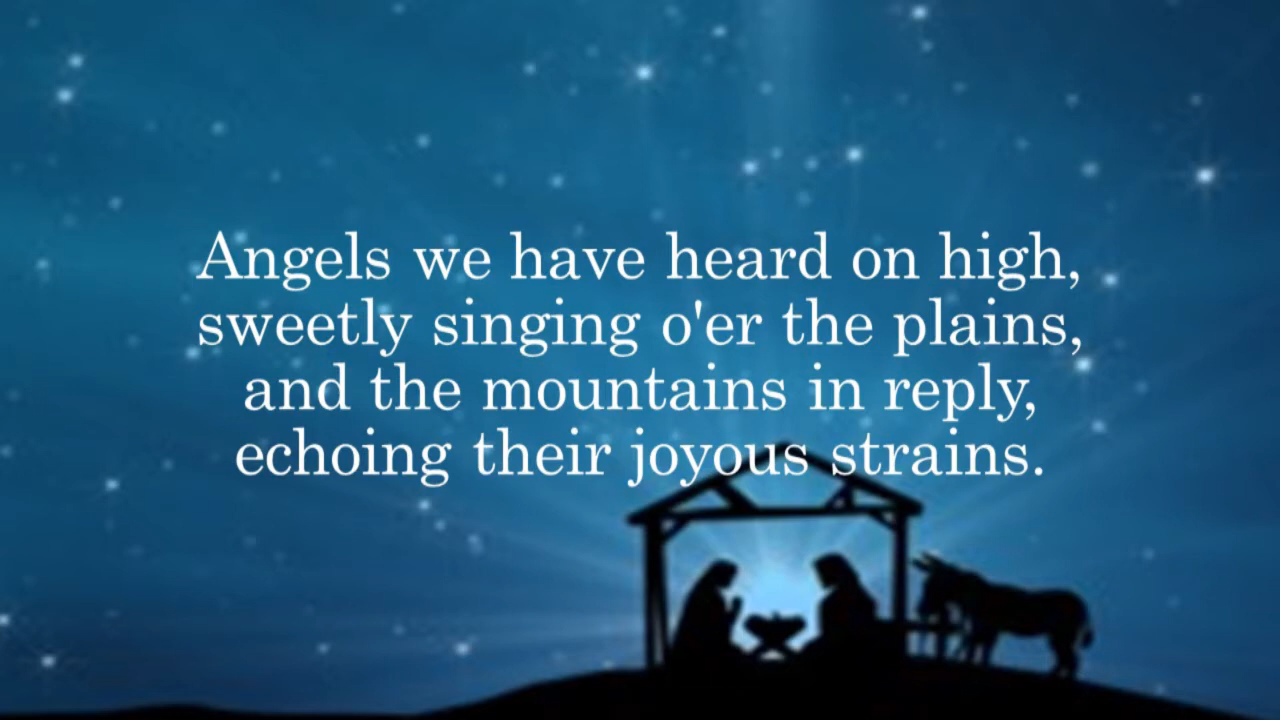 Angels we have heard on high,
sweetly singing o'er the plains,
and the mountains in reply,
echoing their joyous strains.